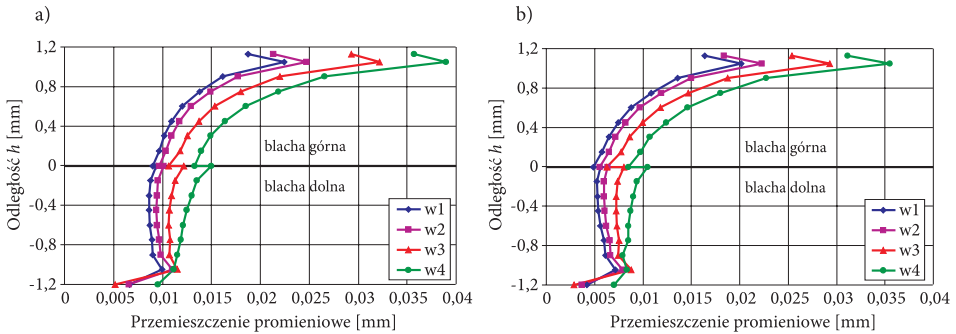 a)
Odległość h [mm]
1,2
0,8
0,4
0
-0,4
-0,8
-1,2
blacha górna
blacha dolna
w1
w2
w3
w4
0 0,005 0,01 0,015 0,02 0,025 0,03 0,035 0,04
Przemieszczenie promieniowe [mm]
b)
Odległość h [mm]
1,2
0,8
0,4
0
-0,4
-0,8
-1,2
blacha górna
blacha dolna
w1
w2
w3
w4
0 0,005 0,01 0,015 0,02 0,025 0,03 0,035 0,04
Przemieszczenie promieniowe [mm]